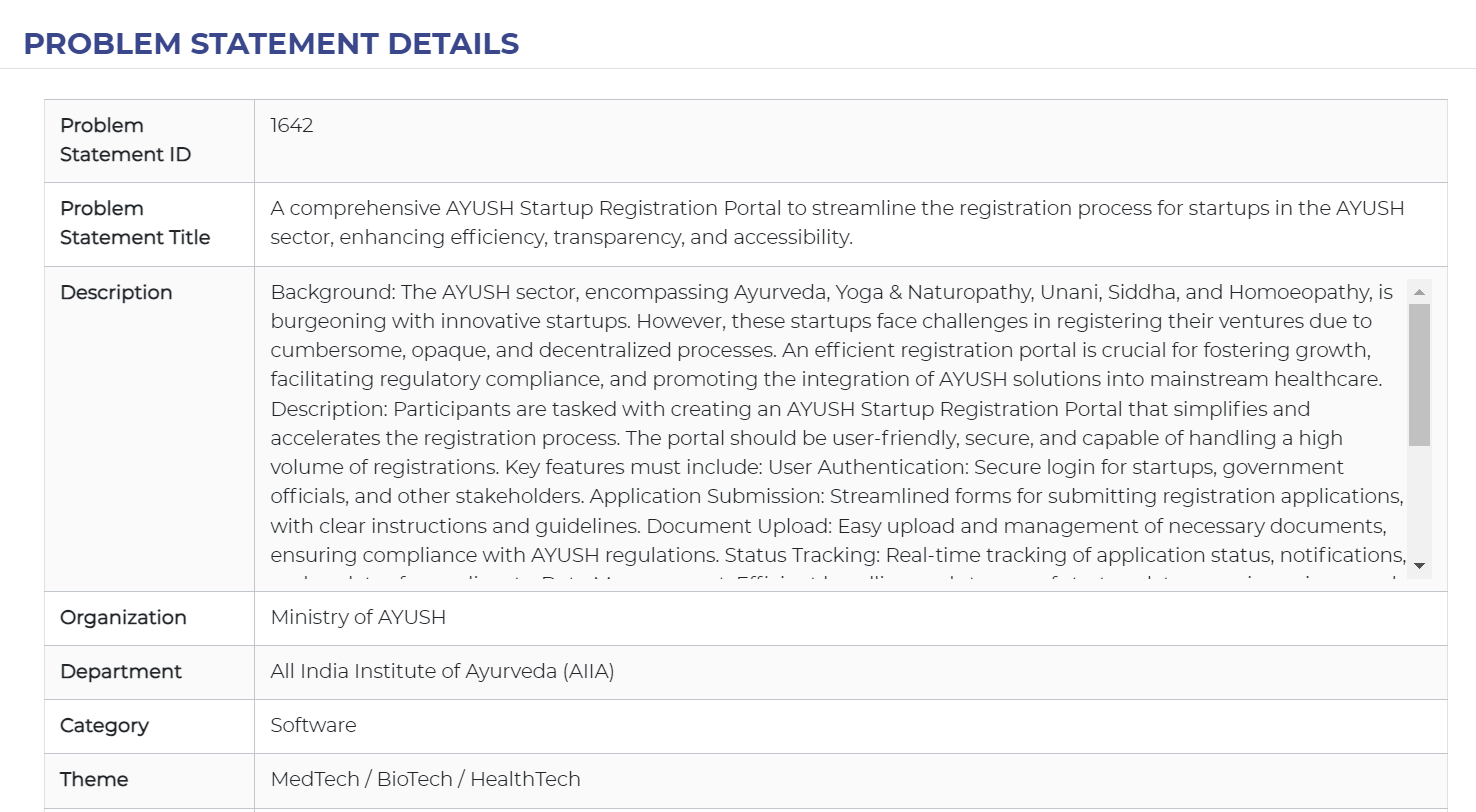 PROBLEM STATEMENT DETAILS
Problem
Statement ID
1642
Problem
Statement Title
A comprehensive AYUSH Startup Registration Portal to streamline the registration process for startups in the AYUSH
sector, enhancing efficiency, transparency, and accessibility.
Description
Background: The AYUSH sector, encompassing Ayurveda, Yoga & Naturopathy, Unani, Siddha, and Homoeopathy, is
burgeoning with innovative startups. However, these startups face challenges in registering their ventures due to
cumbersome, opaque, and decentralized processes. An efficient registration portal is crucial for fostering growth,
facilitating regulatory compliance, and promoting the integration of AYUSH solutions into mainstream healthcare.
Description: Participants are tasked with creating an AYUSH Startup Registration Portal that simplifies and
accelerates the registration process. The portal should be user-friendly, secure, and capable of handling a high
volume of registrations. Key features must include: User Authentication: Secure login for startups, government
officials, and other stakeholders. Application Submission: Streamlined forms for submitting registration applications,
with clear instructions and guidelines. Document Upload: Easy upload and management of necessary documents,
ensuring compliance with AYUSH regulations. Status Tracking: Real-time tracking of application status, notifications,
Organization
Ministry of AYUSH
Department
All India Institute of Ayurveda (AIIA)
Category
Software
Theme
MedTech / BioTech / HealthTech